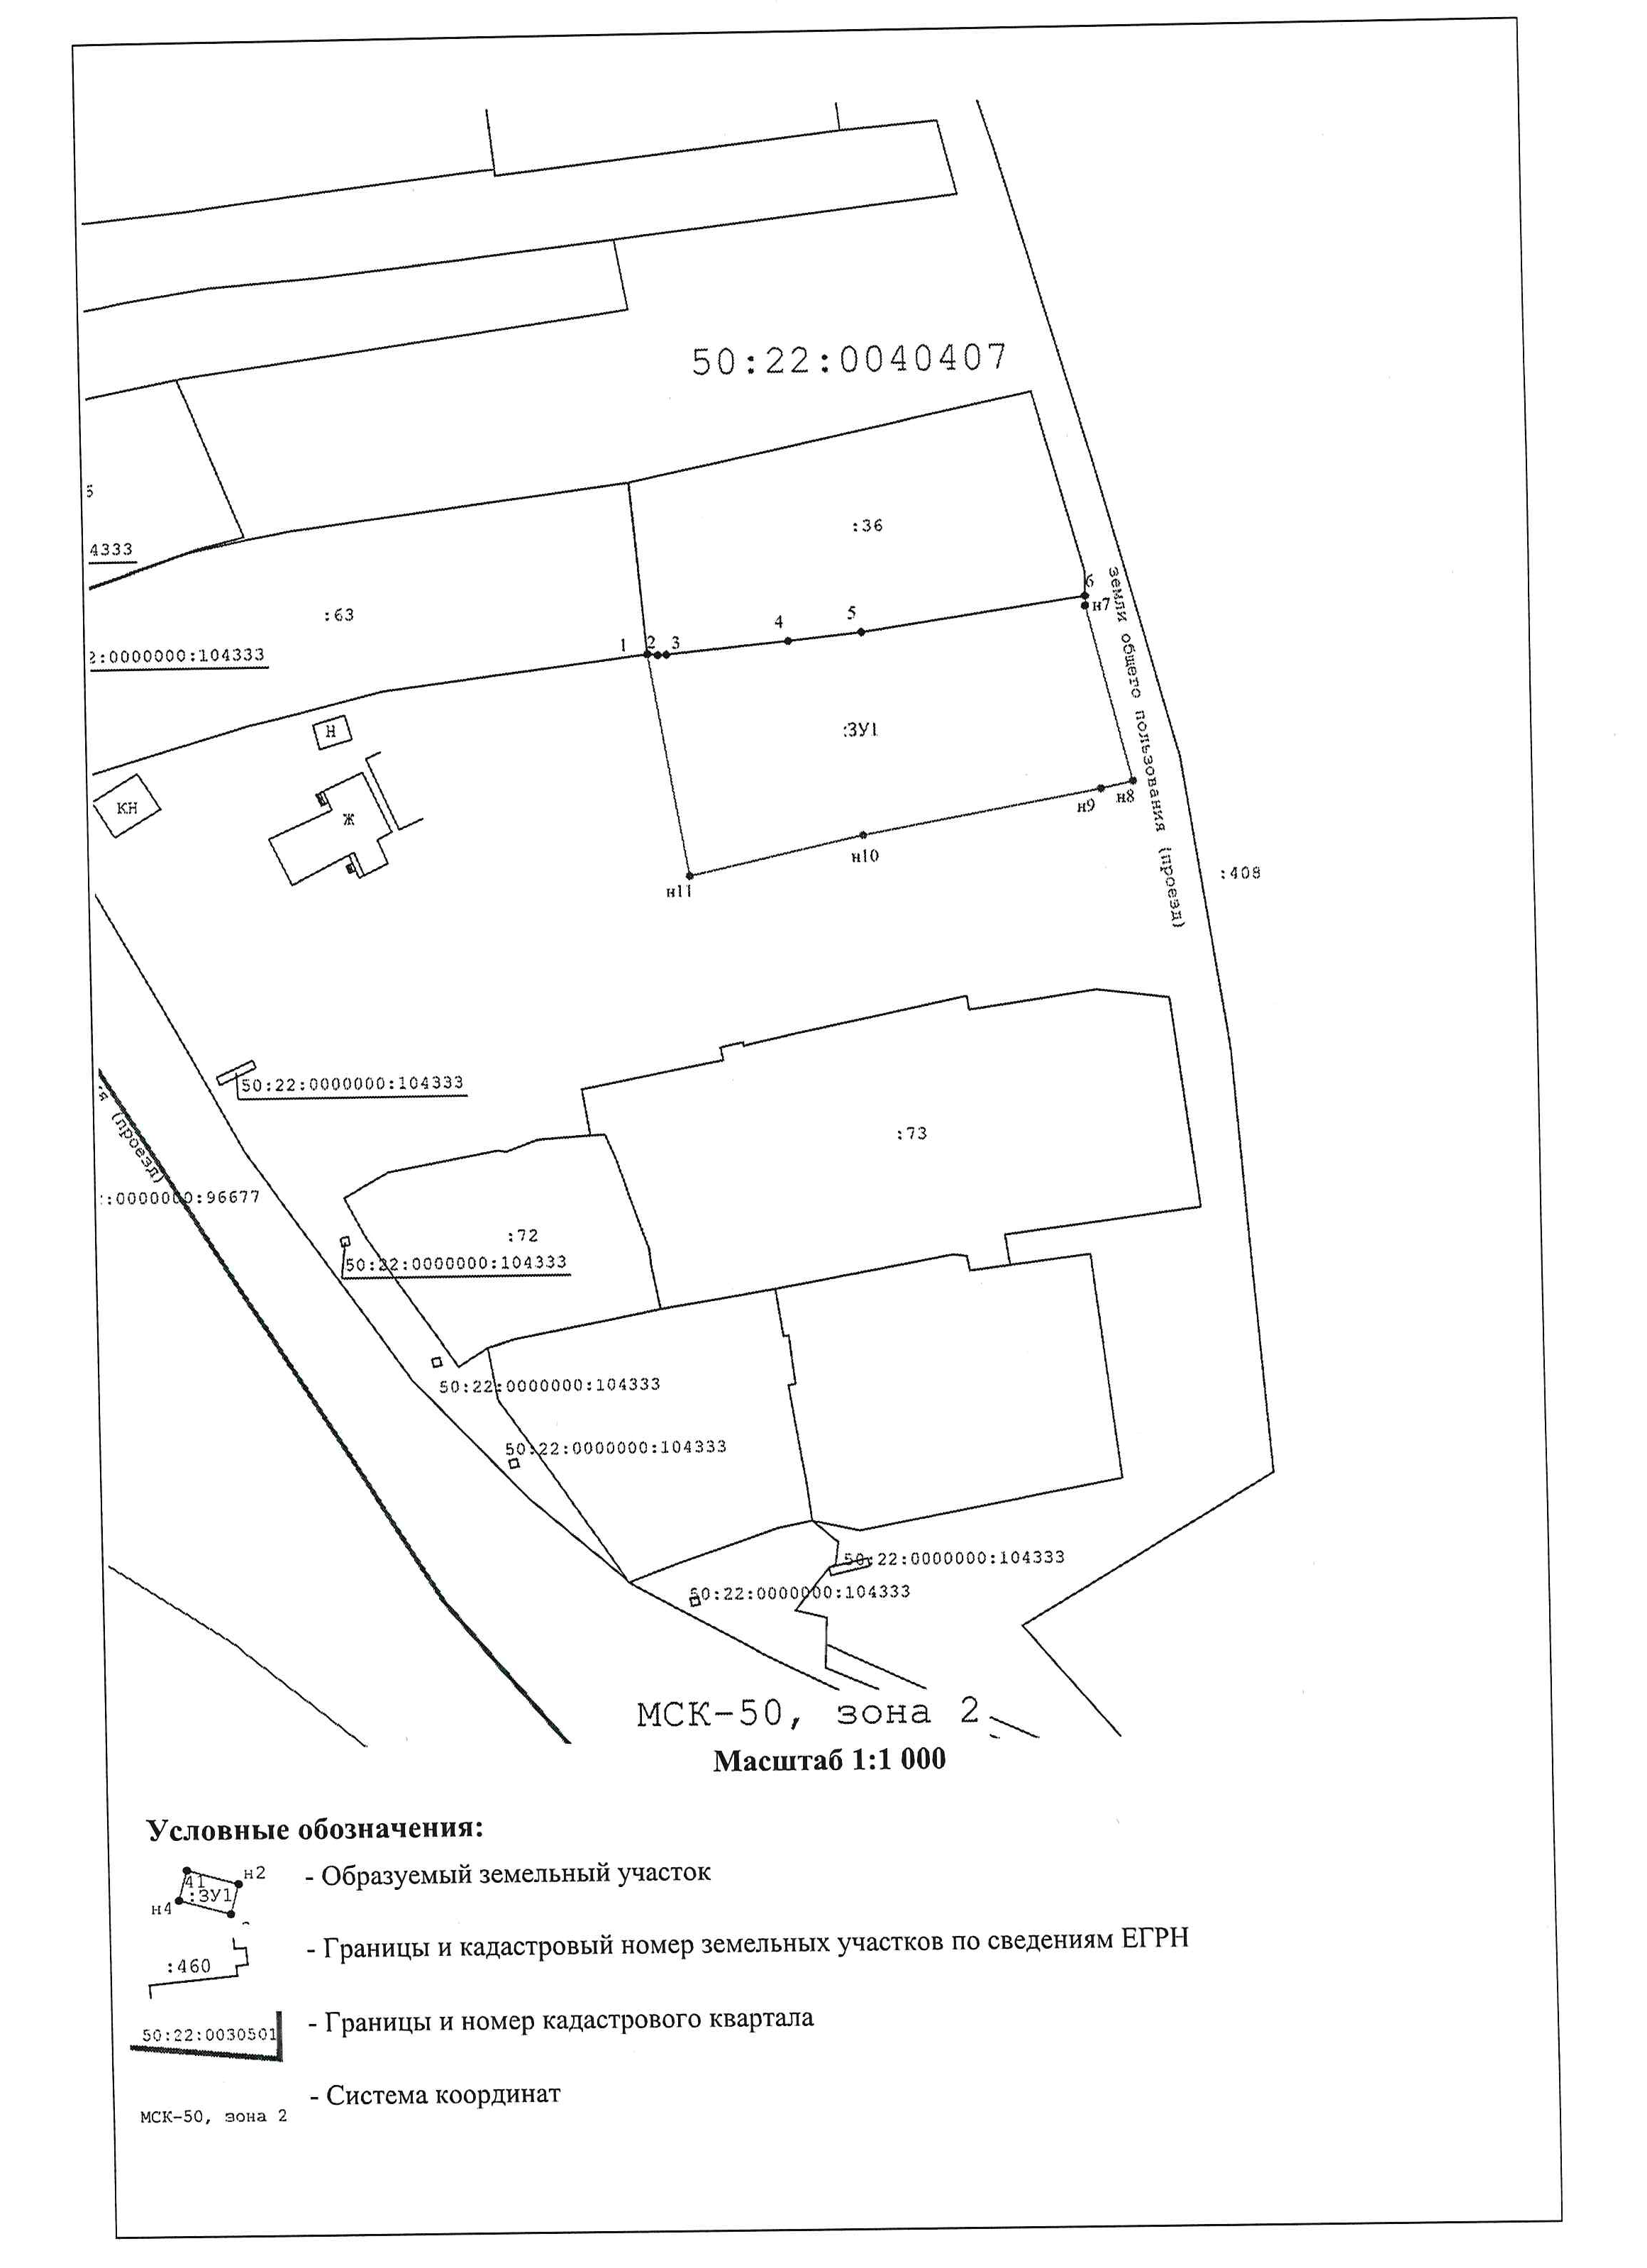 50:22:0040407
5
:36
4333
6
н7
:63
земли общего пользования (проезд)
1
2
3
4
5
2:0000000:104333
Н
:ЗУ1
КН
Ж
н9
н8
н10
н11
:408
50:22:0000000:104333
я (проезд)
:73
:0000000:96677
:72
50:22:0000000:104333
50:22:0000000:104333
50:22:0000000:104333
50:22:0000000:104333
50:22:0000000:104333
МСК-50, зона 2
Масштаб 1:1 000
Условные обозначения:
н2
41
:ЗУ1
н4
- Образуемый земельный участок
:460
- Границы и кадастровый номер земельных участков по сведениям ЕГРН
50:22:0030501
- Границы и номер кадастрового квартала
МСК-50, зона 2
- Система координат